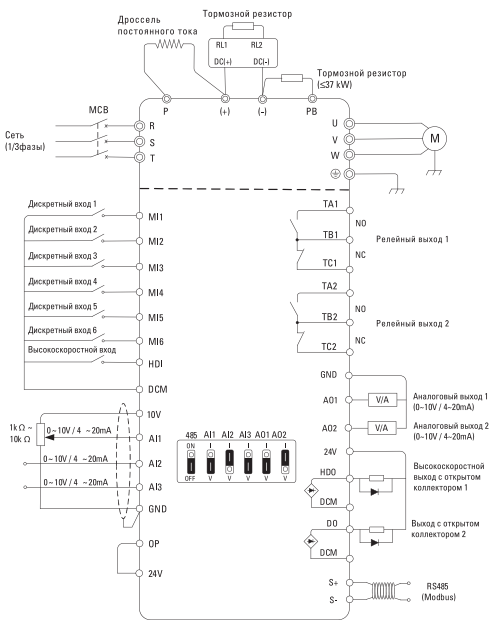 Дроссель
постоянного тока
Тормозной резистор
RL1 RL2
DC(+) DC(-)
Тормозной резистор
(≤37 kW)
P (+) (-) PB
MCB
Сеть
(1/3фазы)
R
S
T
U
V
W
M
Дискретный вход 1
MI1
Дискретный вход 2
MI2
Дискретный вход 3
MI3
Дискретный вход 4
MI4
Дискретный вход 5
MI5
Дискретный вход 6
MI6
Высокоскоростной вход
HDI
DCM
TA1
NO
TB1
Релейный выход 1
NC
TC1
TA2
NO
TB2
Релейный выход 2
NC
TC2
GND
AO1
V/A
Аналоговый выход 1
(0~10V / 4~20mA)
AO2
V/A
Аналоговый выход 2
(0~10V / 4~20mA)
24V
10V
1k Ω ~
10k Ω
0~10V / 4 ~20mA
AI1
0~10V / 4 ~20mA
AI2
0~10V / 4 ~20mA
AI3
GND
OP
24V
485 AI1 AI2 AI3 AO1 AO2
ON I I I I I
OFF V V V V V
HDO
Высокоскоростной
выход с открытом
коллектором 1
DCM
DO
Выход с открытом
коллектором 2
DCM
S+
S-
RS485
(Modbus)